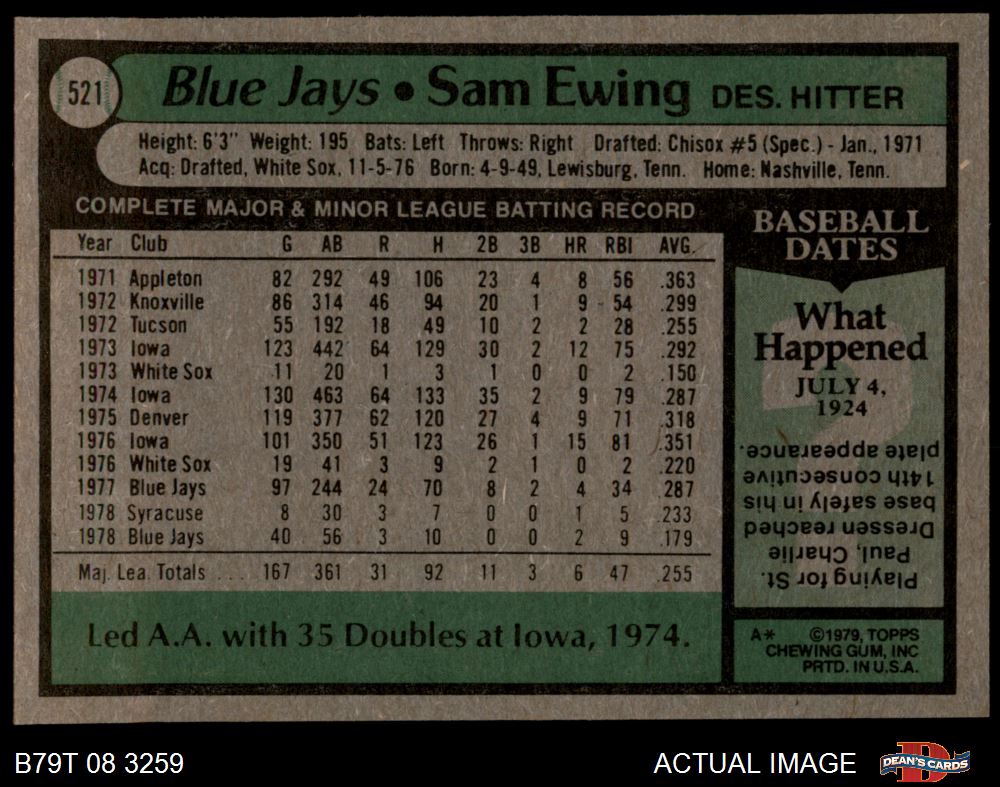 521 Blue Jays • Sam Ewing DES. HITTER
Height: 6'3" Weight: 195 Bats: Left Throws: Right Drafted: Chisox #5 (Spec.) - Jan., 1971
Acq: Drafted, White Sox, 11-5-76 Born: 4-9-49, Lewisburg, Tenn. Home: Nashville, Tenn.
COMPLETE MAJOR & MINOR LEAGUE BATTING RECORD
Year Club G AB R H 2B 3B HR RBI AVG.
1971 Appleton 82 292 49 106 23 4 8 56 .363
1972 Knoxville 86 314 46 94 20 1 9 54 .299
1972 Tucson 55 192 18 49 10 2 2 28 .255
1973 Iowa 123 442 64 129 30 2 12 75 .292
1973 White Sox 11 20 1 3 1 0 0 2 .150
1974 Iowa 130 463 64 133 35 2 9 79 .287
1975 Denver 119 377 62 120 27 4 9 71 .318
1976 Iowa 101 350 51 123 26 1 15 81 .351
1976 White Sox 19 41 3 9 2 1 0 2 .220
1977 Blue Jays 97 244 24 70 8 2 4 34 .287
1978 Syracuse 8 30 3 7 0 0 1 5 .233
1978 Blue Jays 40 56 3 10 0 0 2 9 .179
Maj. Lea. Totals ... 167 361 31 92 11 3 6 47 .255
Led A.A. with 35 Doubles at Iowa, 1974.
BASEBALL
DATES
What
Happened
JULY 4,
1924
Playing for St.
Paul, Charlie
Dressen reached
base safely in his
14th consecutive
plate appearance.
A* ©1979, TOPPS
CHEWING GUM, INC
PRTD. IN U.S.A.
B79T 08 3259
ACTUAL IMAGE
DEAN'S CARDS